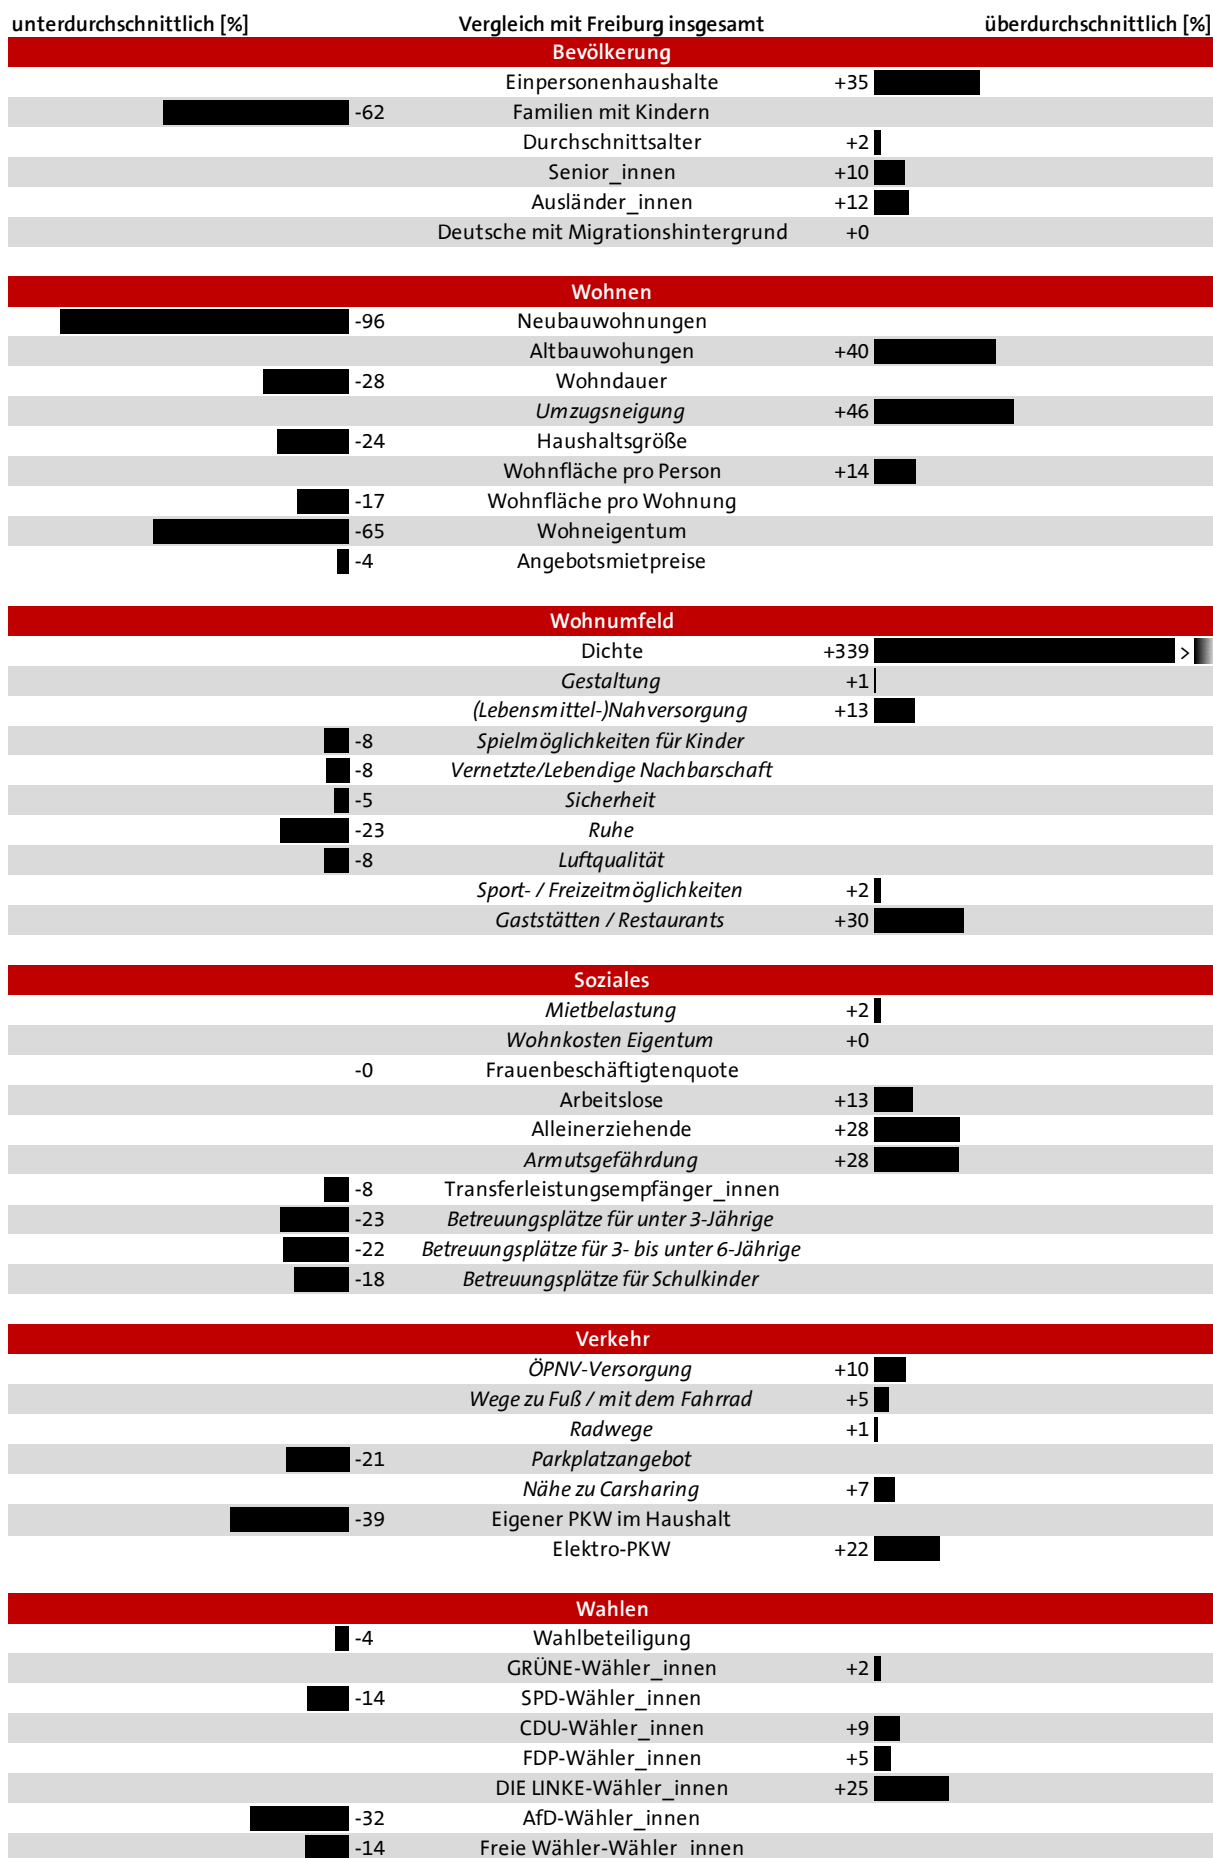 unterdurchschnittlich [%] Vergleich mit Freiburg insgesamt überdurchschnittlich [%]
Bevölkerung
Einpersonenhaushalte +35
-62 Familien mit Kindern
Durchschnittsalter +2
Senior_innen +10
Ausländer_innen +12
Deutsche mit Migrationshintergrund +0
Wohnen
-96 Neubauwohnungen
Altbauwohungen +40
-28 Wohndauer
Umzugsneigung +46
-24 Haushaltsgröße
Wohnfläche pro Person +14
-17 Wohnfläche pro Wohnung
-65 Wohneigentum
-4 Angebotsmietpreise
Wohnumfeld
Dichte +339 >
Gestaltung +1
(Lebensmittel-)Nahversorgung +13
-8 Spielmöglichkeiten für Kinder
-8 Vernetzte/Lebendige Nachbarschaft
-5 Sicherheit
-23 Ruhe
-8 Luftqualität
Sport- / Freizeitmöglichkeiten +2
Gaststätten / Restaurants +30
Soziales
Mietbelastung +2
Wohnkosten Eigentum +0
-0 Frauenbeschäftigtenquote
Arbeitslose +13
Alleinerziehende +28
Armutsgefährdung +28
-8 Transferleistungsempfänger_innen
-23 Betreuungsplätze für unter 3-Jährige
-22 Betreuungsplätze für 3- bis unter 6-Jährige
-18 Betreuungsplätze für Schulkinder
Verkehr
ÖPNV-Versorgung +10
Wege zu Fuß / mit dem Fahrrad +5
Radwege +1
-21 Parkplatzangebot
Nähe zu Carsharing +7
-39 Eigener PKW im Haushalt
Elektro-PKW +22
Wahlen
-4 Wahlbeteiligung
GRÜNE-Wähler_innen +2
-14 SPD-Wähler_innen
CDU-Wähler_innen +9
FDP-Wähler_innen +5
DIE LINKE-Wähler_innen +25
-32 AfD-Wähler_innen
-14 Freie Wähler-Wähler_innen